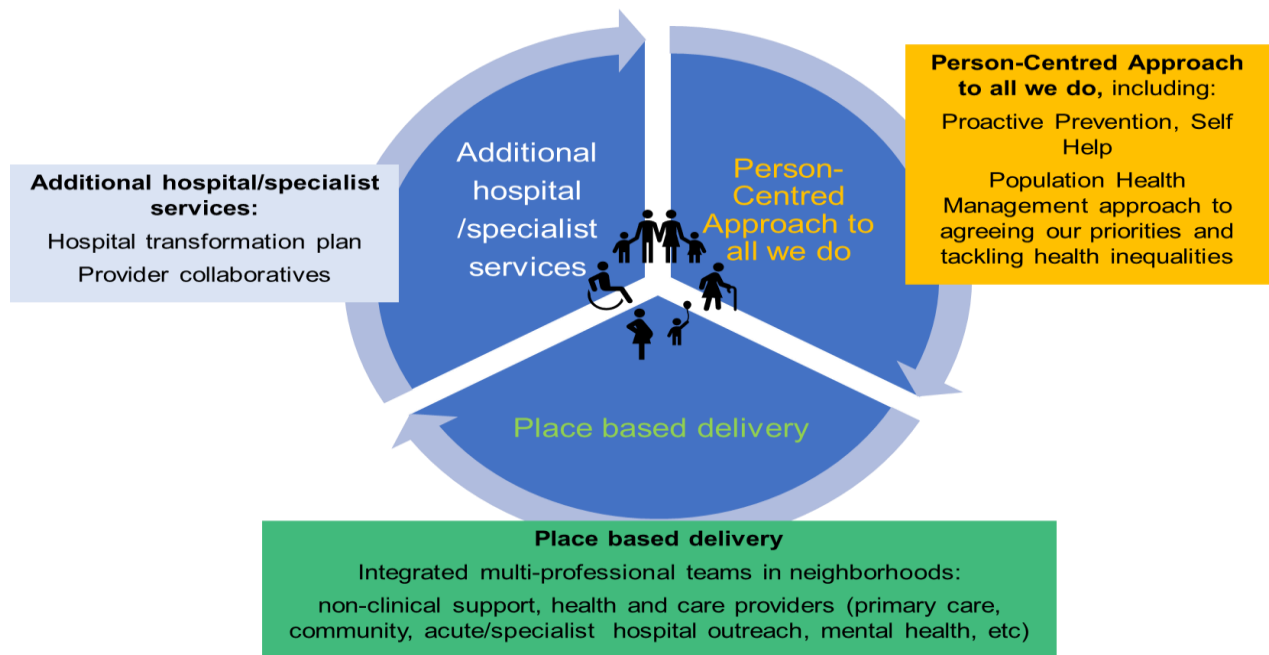 Additional
hospital
/specialist
services
Person-
Centred
Approach to
all we do
Place based delivery
Additional hospital/specialist
services:
Hospital transformation plan
Provider collaboratives
Person-Centred Approach
to all we do, including:
Proactive Prevention, Self
Help
Population Health
Management approach to
agreeing our priorities and
tackling health inequalities
Place based delivery
Integrated multi-professional teams in neighborhoods:
non-clinical support, health and care providers (primary care,
community, acute/specialist hospital outreach, mental health, etc)